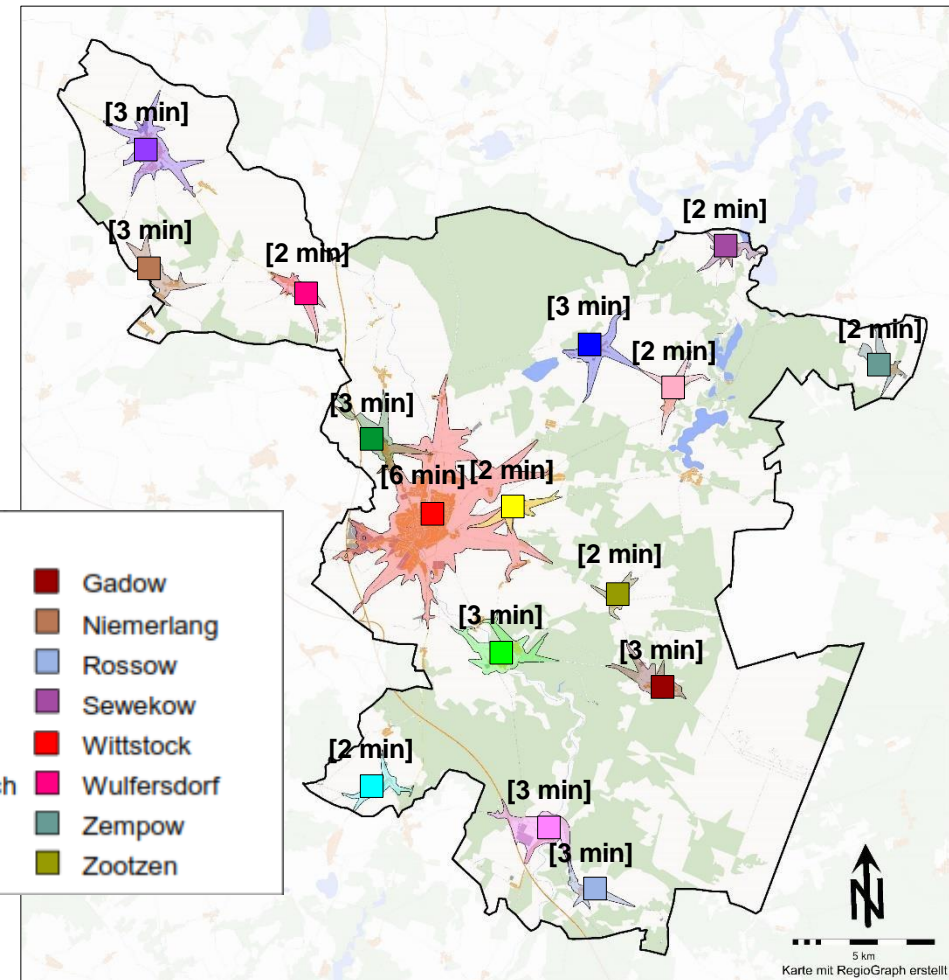 [3 min]
[3 min]
[2 min]
[2 min]
[3 min]
[2 min]
[2 min]
[3 min]
[6 min] [2 min]
[2 min]
[3 min]
[3 min]
[2 min]
[3 min]
[3 min]
Gadow
Niemerlang
Rossow
Sewekow
Wittstock
ch Wulfersdorf
Zempow
Zootzen
N
5 km
Karte mit RegioGraph erstellt